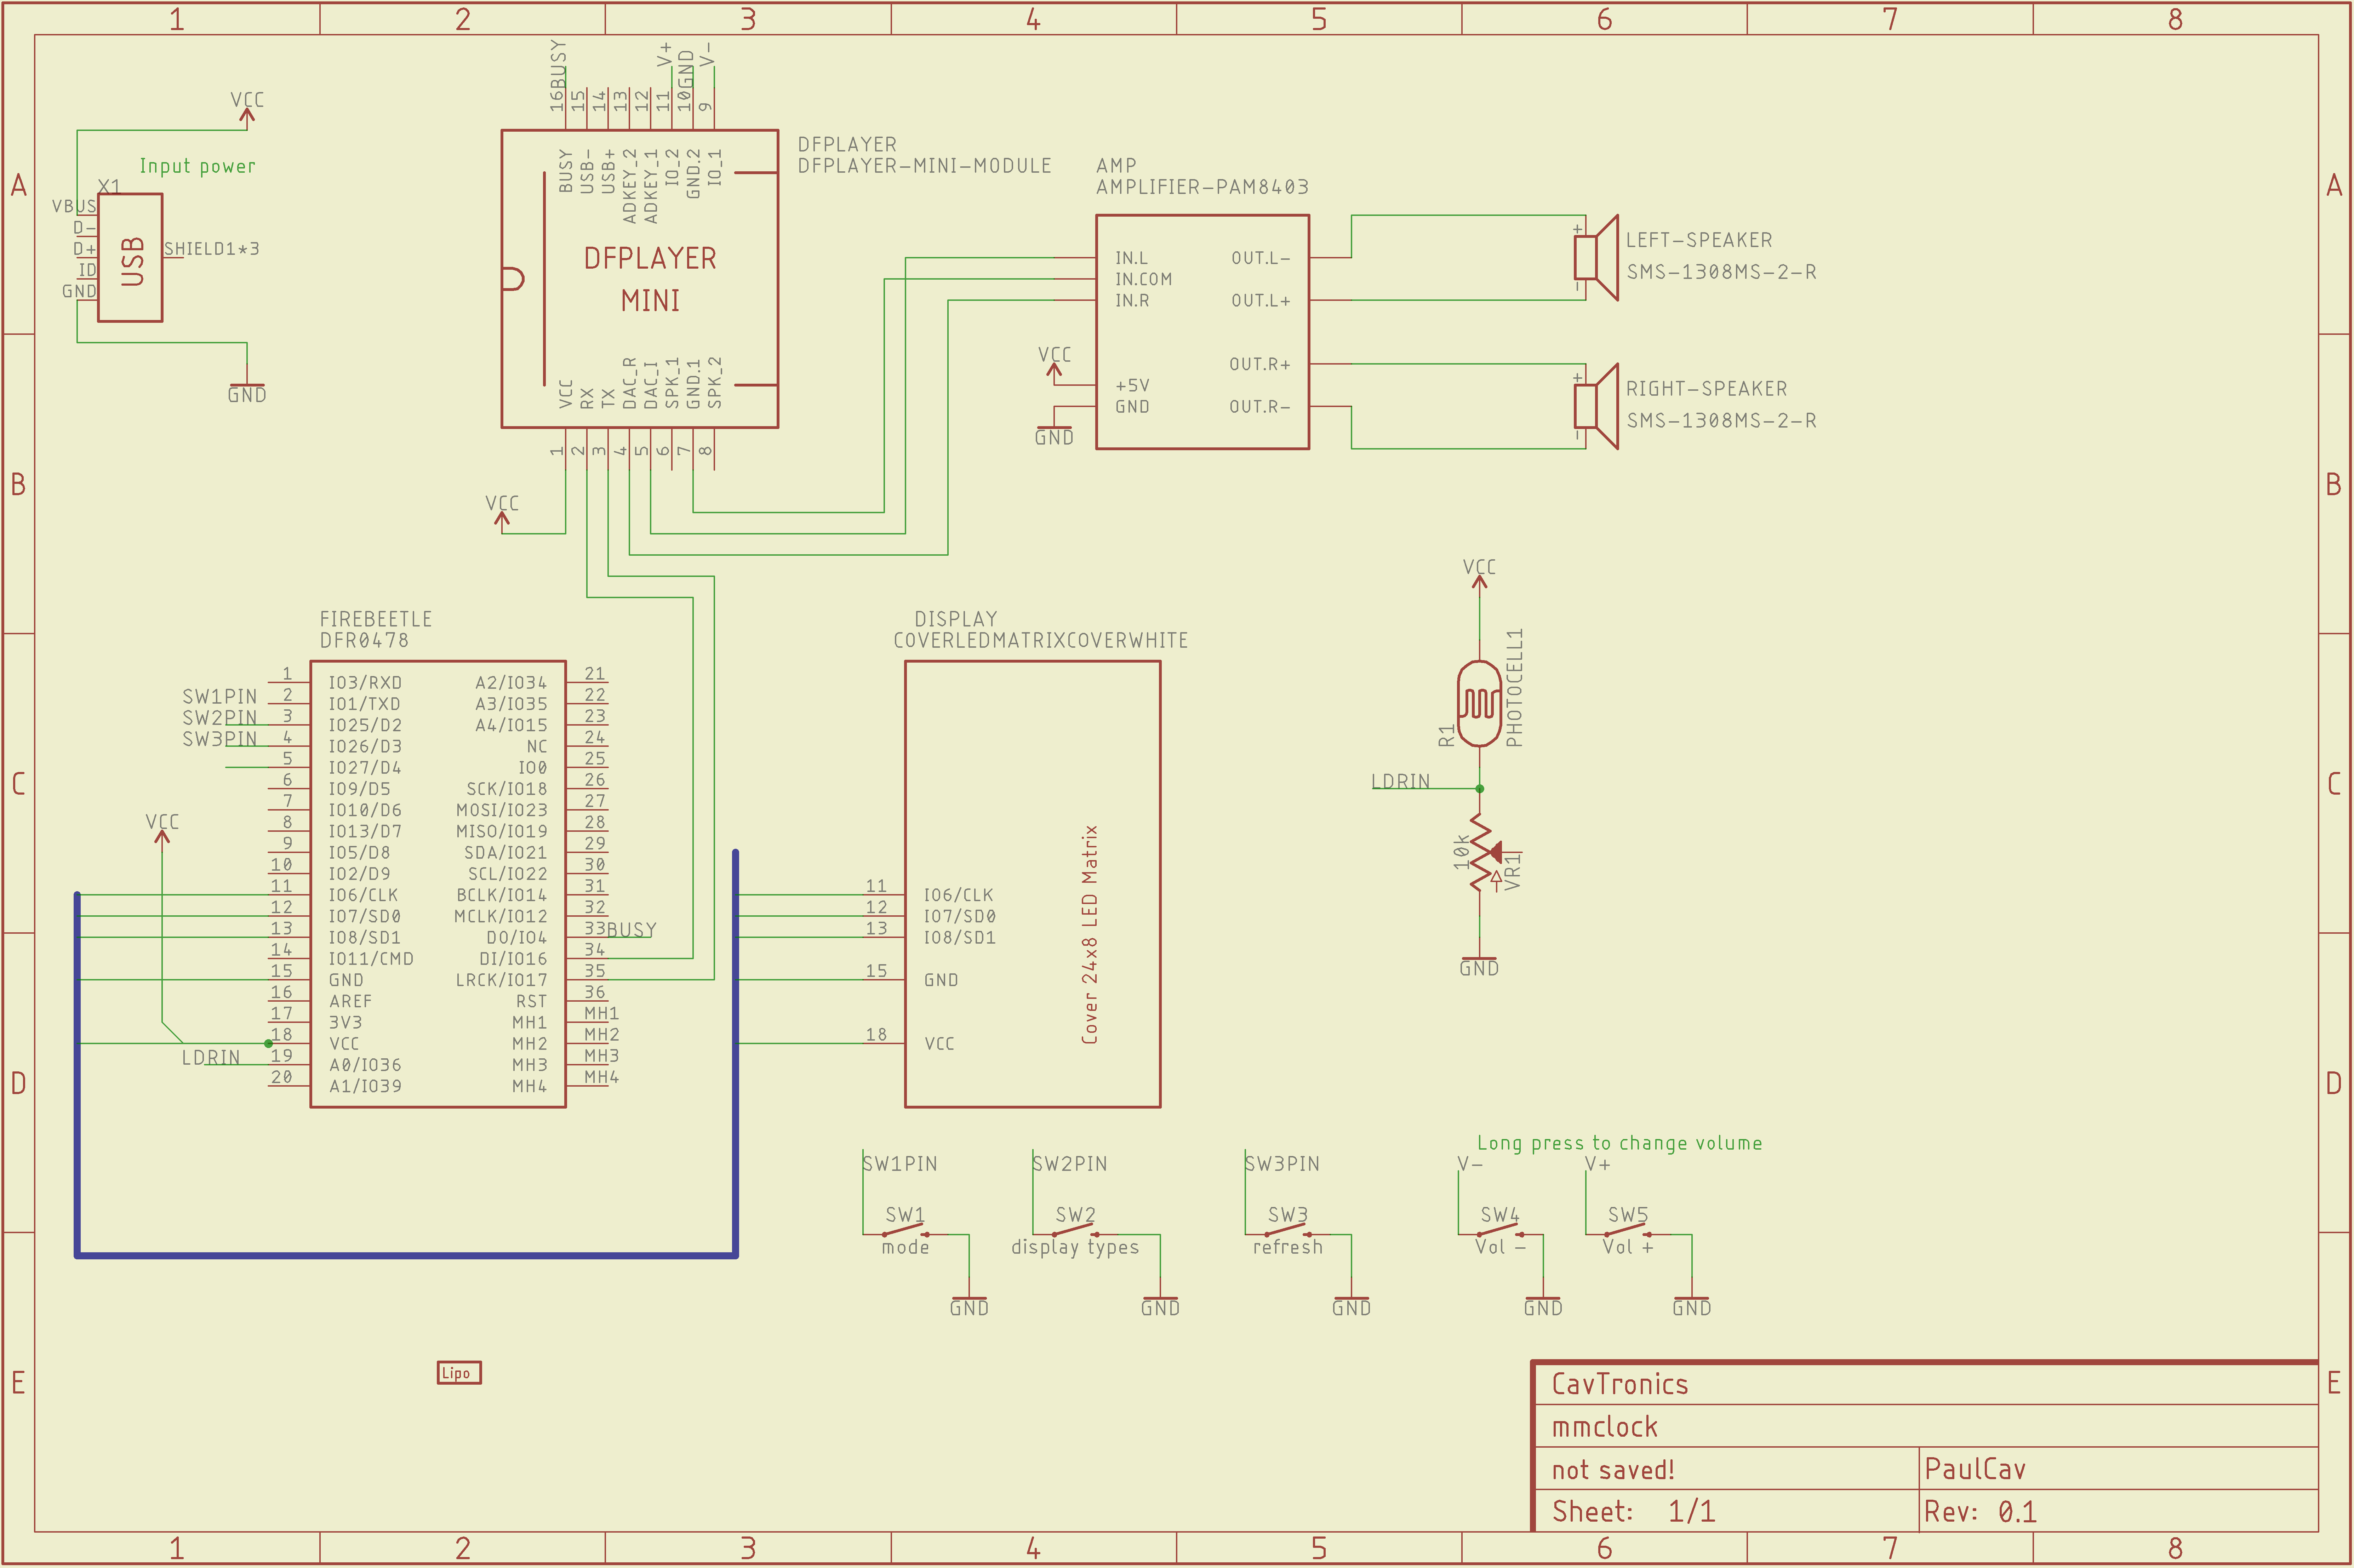 1 2 3 4 5 6 7 8
A
B
C
D
E
A
B
C
D
E
VCC
Input power
X1
VBUS
D-
D+
ID
GND
USB
SHIELD1*3
GND
BUSY
V+
GND
V-
16 15 14 13 12 11 10 9
BUSY
USB-
USB+
ADKEY_2
ADKEY_1
IO_2
GND.2
IO_1
DFPLAYER
MINI
VCC
RX
TX
DAC_R
DAC_I
SPK_1
GND.1
SPK_2
1 2 3 4 5 6 7 8
DFPLAYER
DFPLAYER-MINI-MODULE
VCC
AMP
AMPLIFIER-PAM8403
IN.L
IN.COM
IN.R
+5V
GND
OUT.L-
OUT.L+
OUT.R+
OUT.R-
VCC
GND
+
-
LEFT-SPEAKER
SMS-1308MS-2-R
+
-
RIGHT-SPEAKER
SMS-1308MS-2-R
FIREBEETLE
DFR0478
SW1PIN
SW2PIN
SW3PIN
VCC
LDRIN
1 IO3/RXD
2 IO1/TXD
3 IO25/D2
4 IO26/D3
5 IO27/D4
6 IO9/D5
7 IO10/D6
8 IO13/D7
9 IO5/D8
10 IO2/D9
11 IO6/CLK
12 IO7/SD0
13 IO8/SD1
14 IO11/CMD
15 GND
16 AREF
17 3V3
18 VCC
19 A0/IO36
20 A1/IO39
A2/IO34 21
A3/IO35 22
A4/IO15 23
NC 24
IO0 25
SCK/IO18 26
MOSI/IO23 27
MISO/IO19 28
SDA/IO21 29
SCL/IO22 30
BCLK/IO14 31
MCLK/IO12 32
DO/IO4 33 BUSY
DI/IO16 34
LRCK/IO17 35
RST 36
MH1 MH1
MH2 MH2
MH3 MH3
MH4 MH4
DISPLAY
COVERLEDMATRIXCOVERWHITE
11 IO6/CLK
12 IO7/SD0
13 IO8/SD1
15 GND
18 VCC
Cover 24x8 LED Matrix
VCC
R1
PHOTOCELL1
LDRIN
10k
VR1
GND
SW1PIN
SW1
mode
GND
SW2PIN
SW2
display types
GND
SW3PIN
SW3
refresh
GND
Long press to change volume
V-
SW4
Vol -
GND
V+
SW5
Vol +
GND
Lipo
CavTronics
mmclock
not saved! PaulCav
Sheet: 1/1 Rev: 0.1
1 2 3 4 5 6 7 8